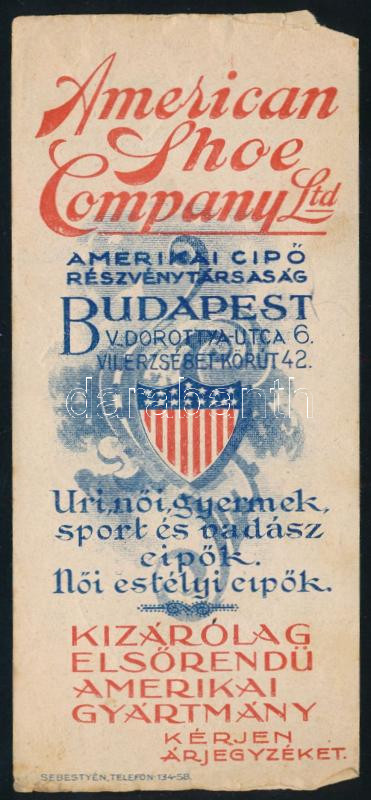 American
Shoe
Company Ltd
AMERIKAI CIPŐ
RÉSZVÉNYTÁRSASÁG
BUDAPEST
V. DOROTTYA-UTCA 6.
VII. ERZSÉBET-KÖRÚT 42.
darabanth
Uri, női, gyermek,
sport és vadász
cipők.
Női estélyi cipők.
KIZÁRÓLAG
ELSŐRENDŰ
AMERIKAI
GYÁRTMÁNY
KÉRJEN
ÁRJEGYZÉKET.
SEBESTYÉN, TELEFON: 134-58.